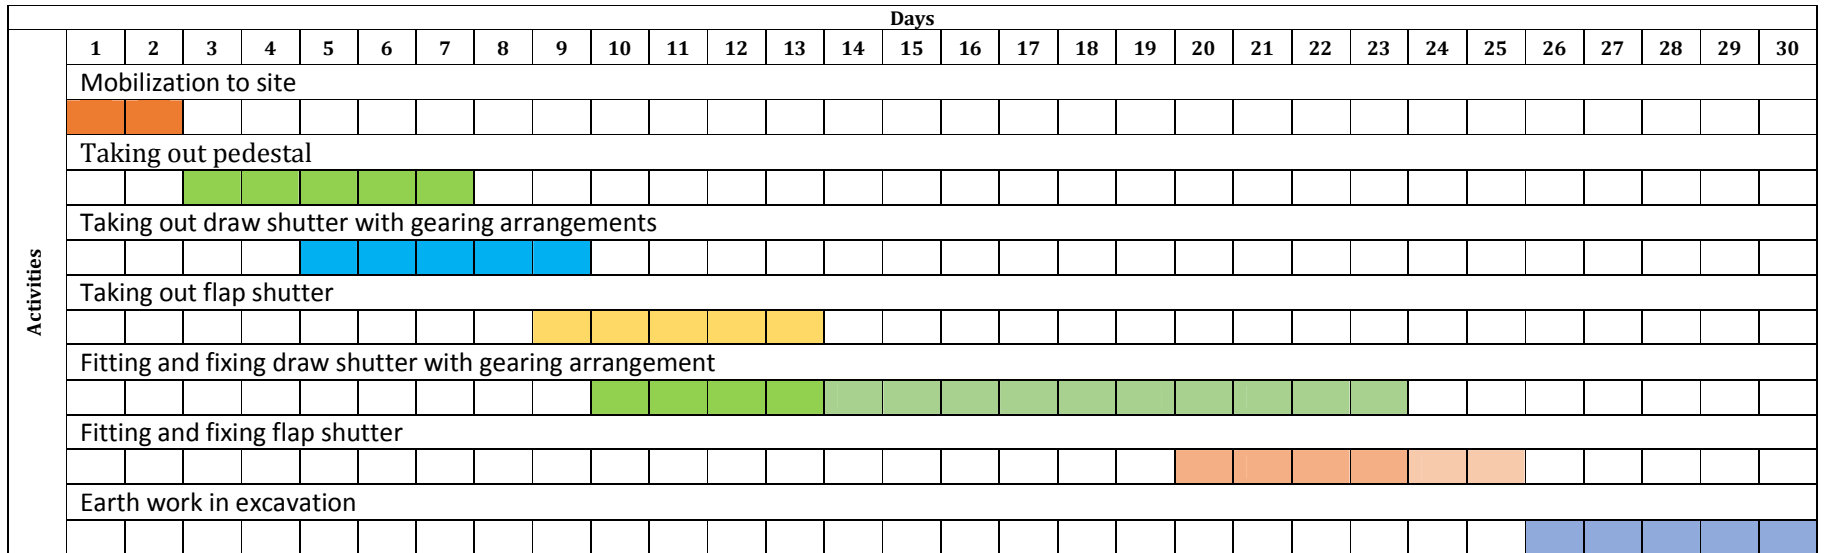 Days
1 2 3 4 5 6 7 8 9 10 11 12 13 14 15 16 17 18 19 20 21 22 23 24 25 26 27 28 29 30
Activities
Mobilization to site
Taking out pedestal
Taking out draw shutter with gearing arrangements
Taking out flap shutter
Fitting and fixing draw shutter with gearing arrangement
Fitting and fixing flap shutter
Earth work in excavation